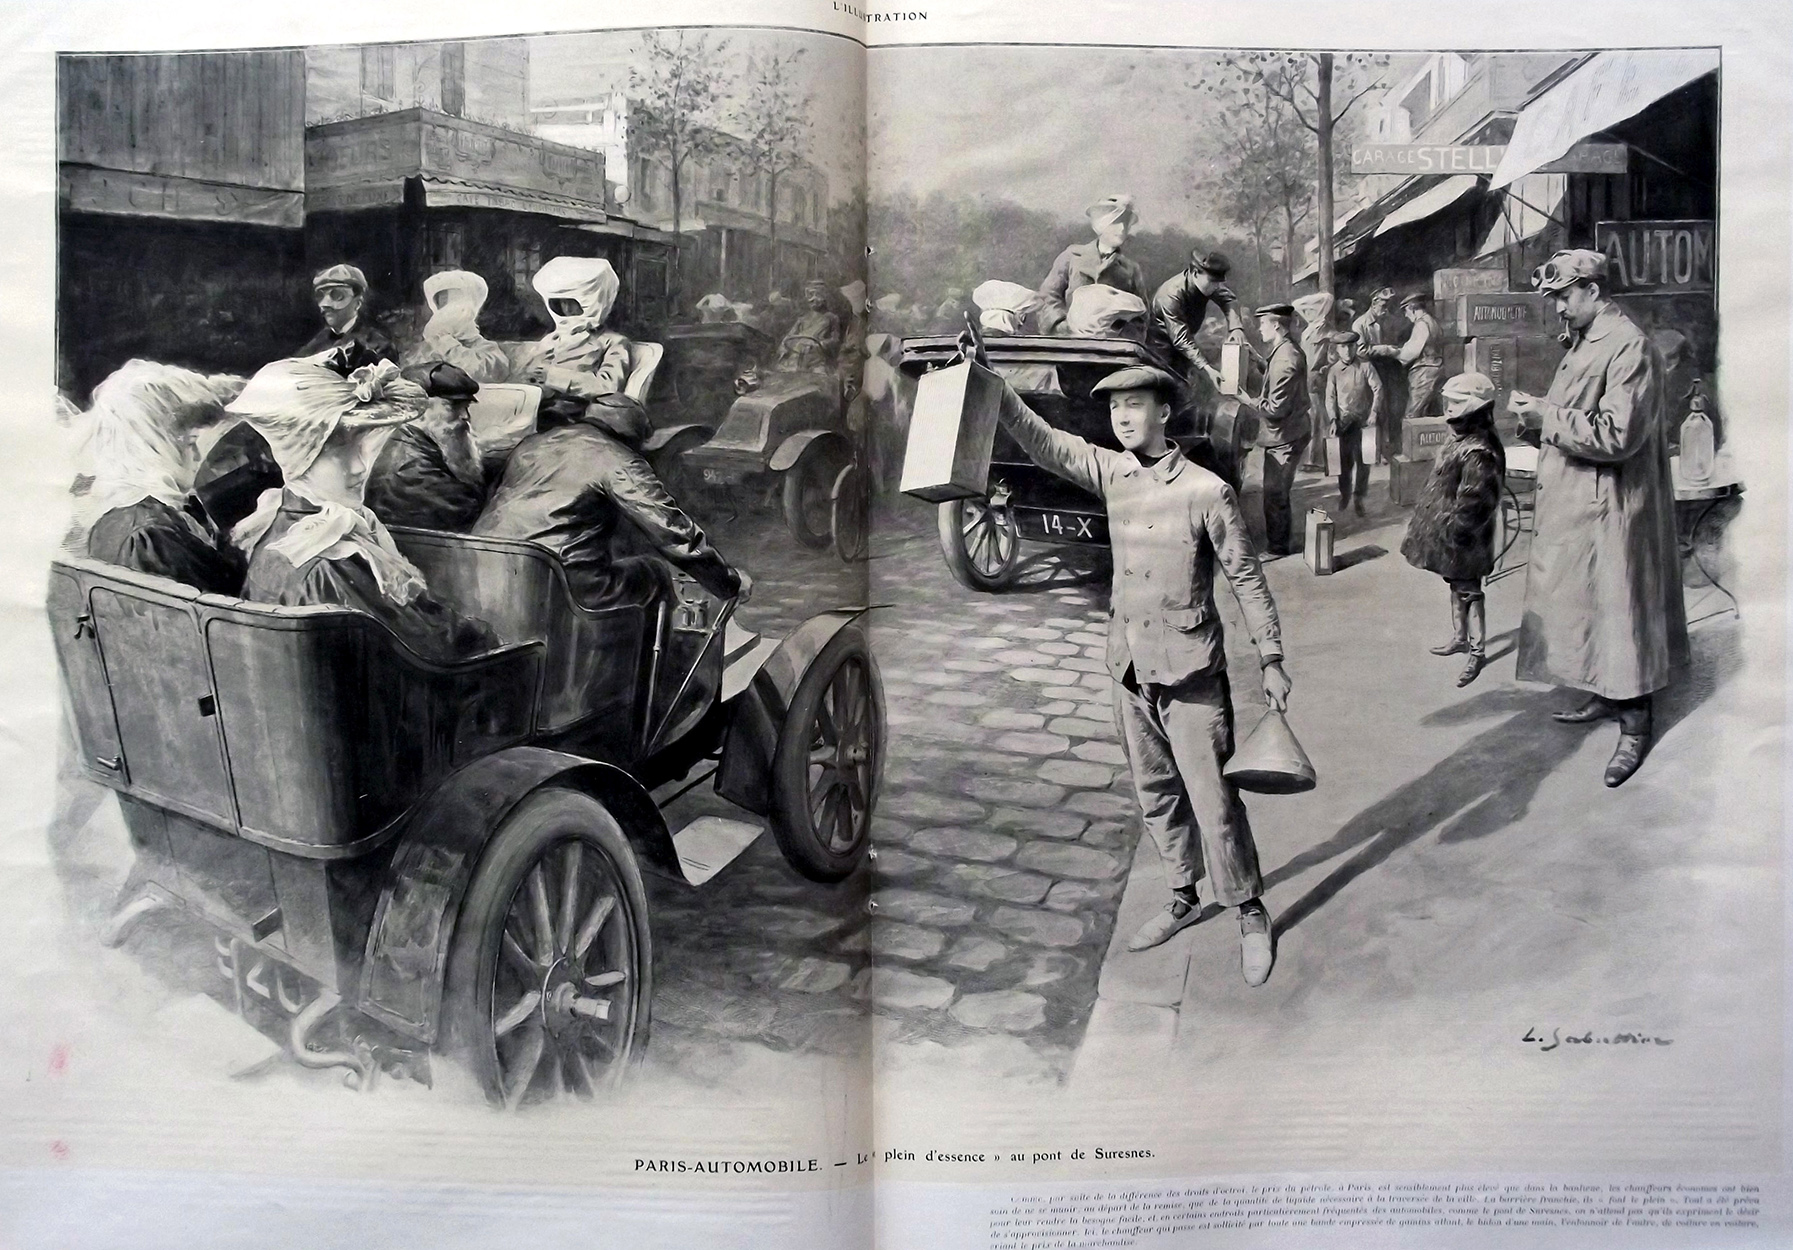 L'ILLUSTRATION
CAFÉ TABAC
GARAGE STELL
AUTOM
AUTOMOBILE
AUTO
14-X
L. Sabattier
PARIS-AUTOMOBILE. — Le « plein d'essence » au pont de Suresnes.
Comme, par suite de la différence des droits d'octroi, le prix du pétrole, à Paris, est sensiblement plus élevé que dans la banlieue, les chauffeurs économes ont bien
soin de ne se munir, au départ de la remise, que de la quantité de liquide nécessaire à la traversée de la ville. La barrière franchie, ils « font le plein ». Tout a été prévu
pour leur rendre la besogne facile, et, en certains endroits particulièrement fréquentés des automobiles, comme le pont de Suresnes, on n'attend pas qu'ils expriment le désir
de s'approvisionner. Ici, le chauffeur qui passe est sollicité par toute une bande empressée de gamins allant, le bidon d'une main, l'entonnoir de l'autre, de voiture en voiture,
criant le prix de la marchandise.